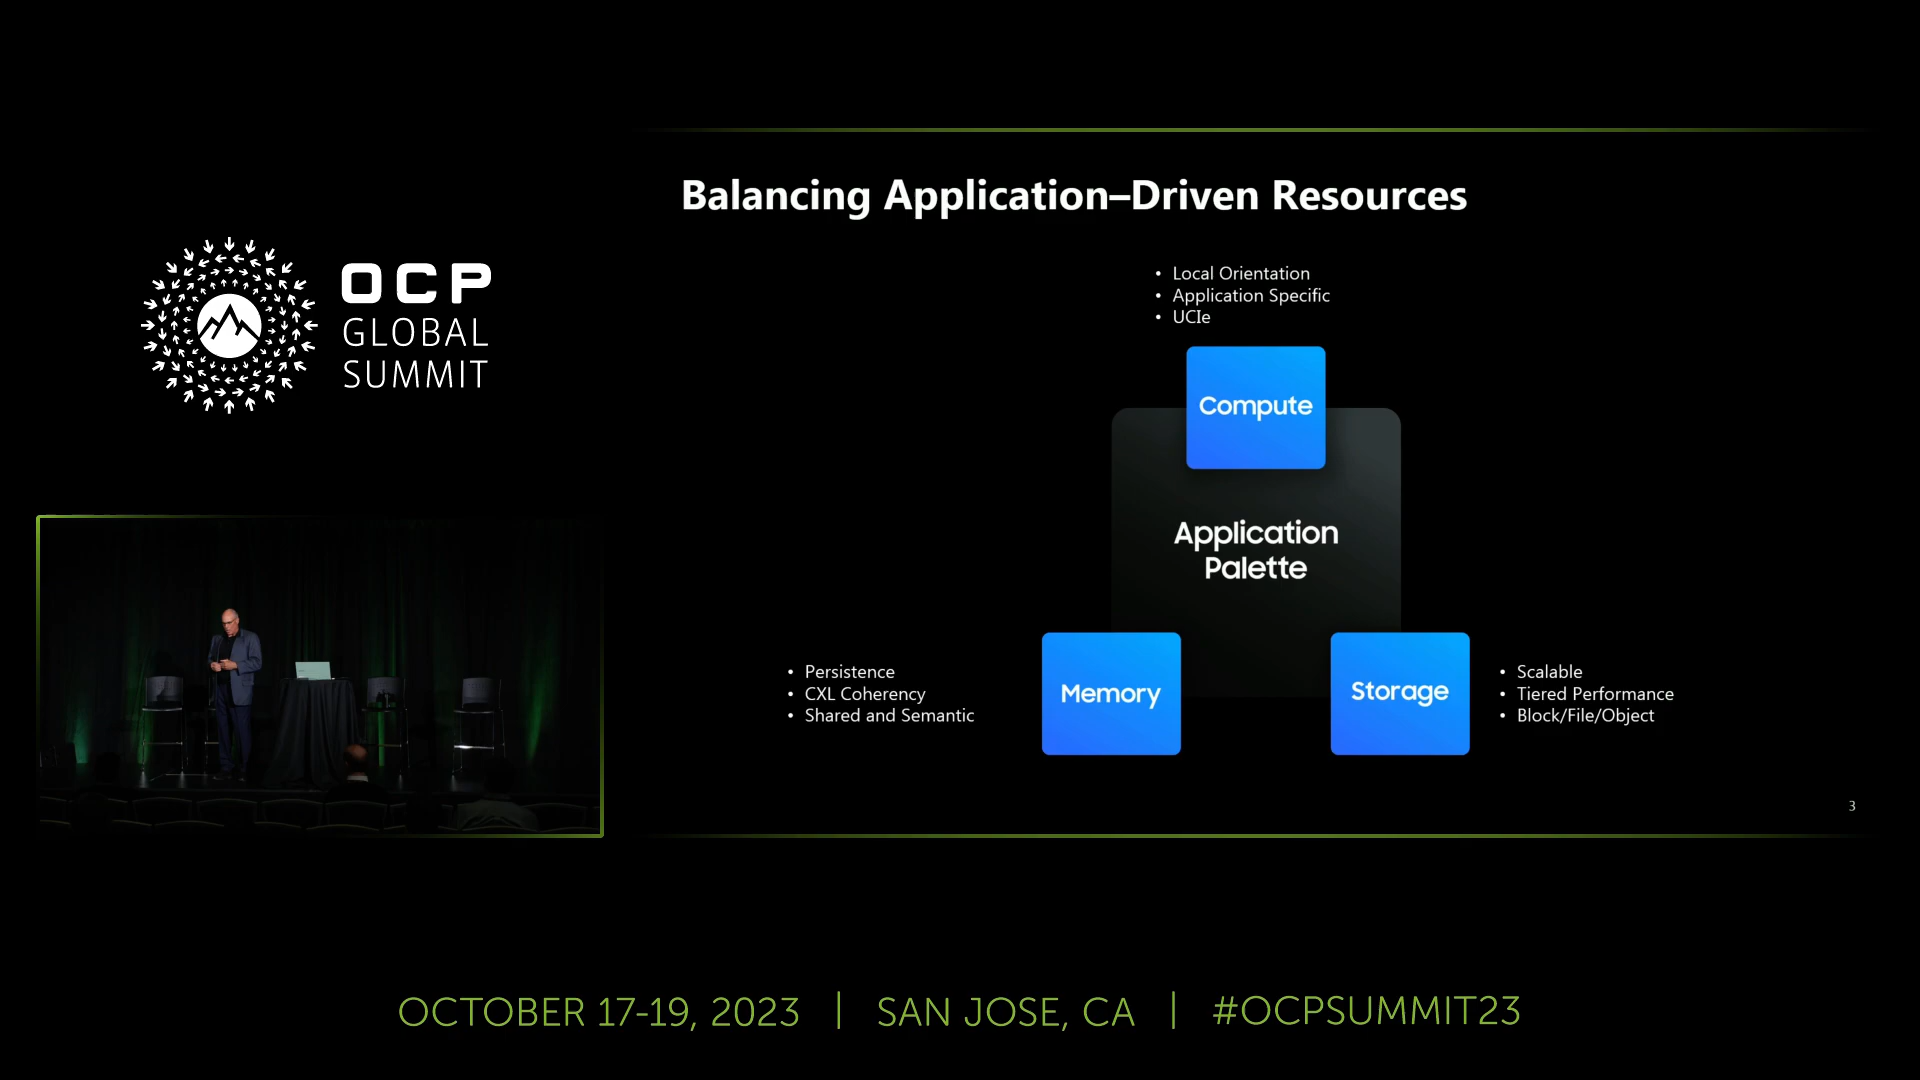 OCP
GLOBAL
SUMMIT
Balancing Application–Driven Resources
• Local Orientation
• Application Specific
• UCIe
Compute
Application
Palette
• Persistence
• CXL Coherency
• Shared and Semantic
Memory
Storage
• Scalable
• Tiered Performance
• Block/File/Object
3
OCTOBER 17-19, 2023 | SAN JOSE, CA | #OCPSUMMIT23